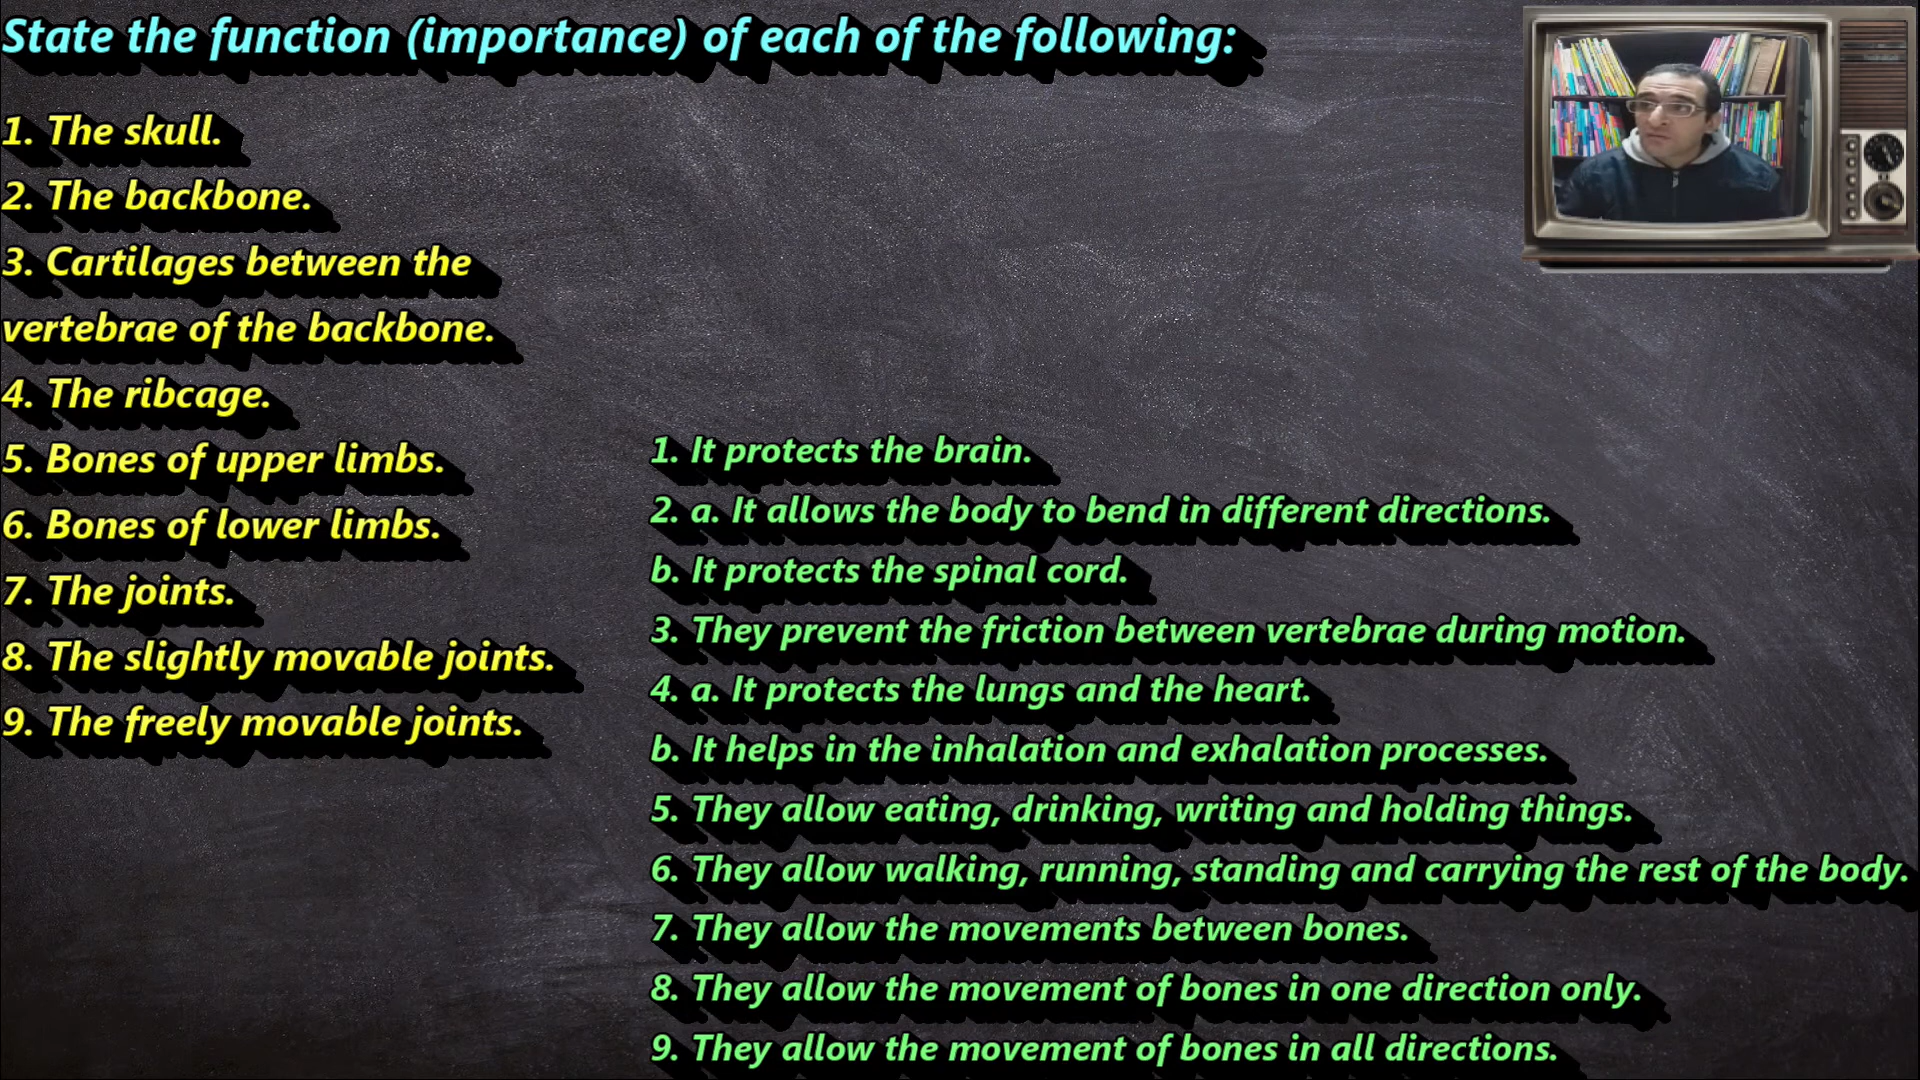 State the function (importance) of each of the following:
1. The skull.
2. The backbone.
3. Cartilages between the
vertebrae of the backbone.
4. The ribcage.
5. Bones of upper limbs.
6. Bones of lower limbs.
7. The joints.
8. The slightly movable joints.
9. The freely movable joints.
1. It protects the brain.
2. a. It allows the body to bend in different directions.
b. It protects the spinal cord.
3. They prevent the friction between vertebrae during motion.
4. a. It protects the lungs and the heart.
b. It helps in the inhalation and exhalation processes.
5. They allow eating, drinking, writing and holding things.
6. They allow walking, running, standing and carrying the rest of the body.
7. They allow the movements between bones.
8. They allow the movement of bones in one direction only.
9. They allow the movement of bones in all directions.